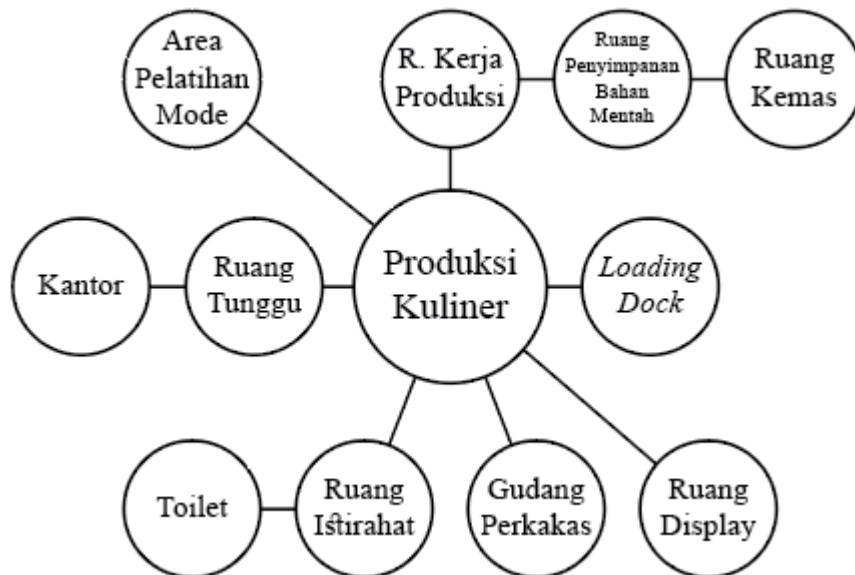 Area
Pelatihan
Mode
R. Kerja
Produksi
Ruang
Penyimpanan
Bahan
Mentah
Ruang
Kemas
Kantor
Ruang
Tunggu
Produksi
Kuliner
Loading
Dock
Toilet
Ruang
Istirahat
Gudang
Perkakas
Ruang
Display